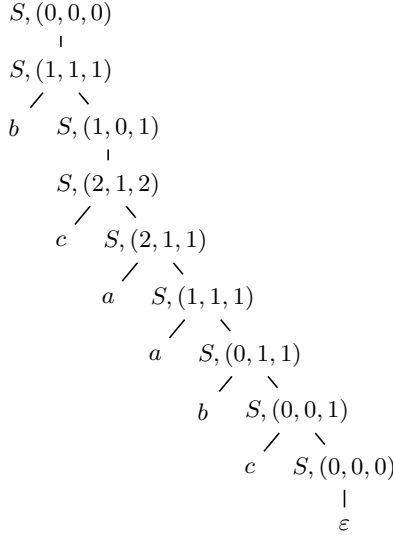 S, (0, 0, 0)
S, (1, 1, 1)
b S, (1, 0, 1)
S, (2, 1, 2)
c S, (2, 1, 1)
a S, (1, 1, 1)
a S, (0, 1, 1)
b S, (0, 0, 1)
c S, (0, 0, 0)
ε